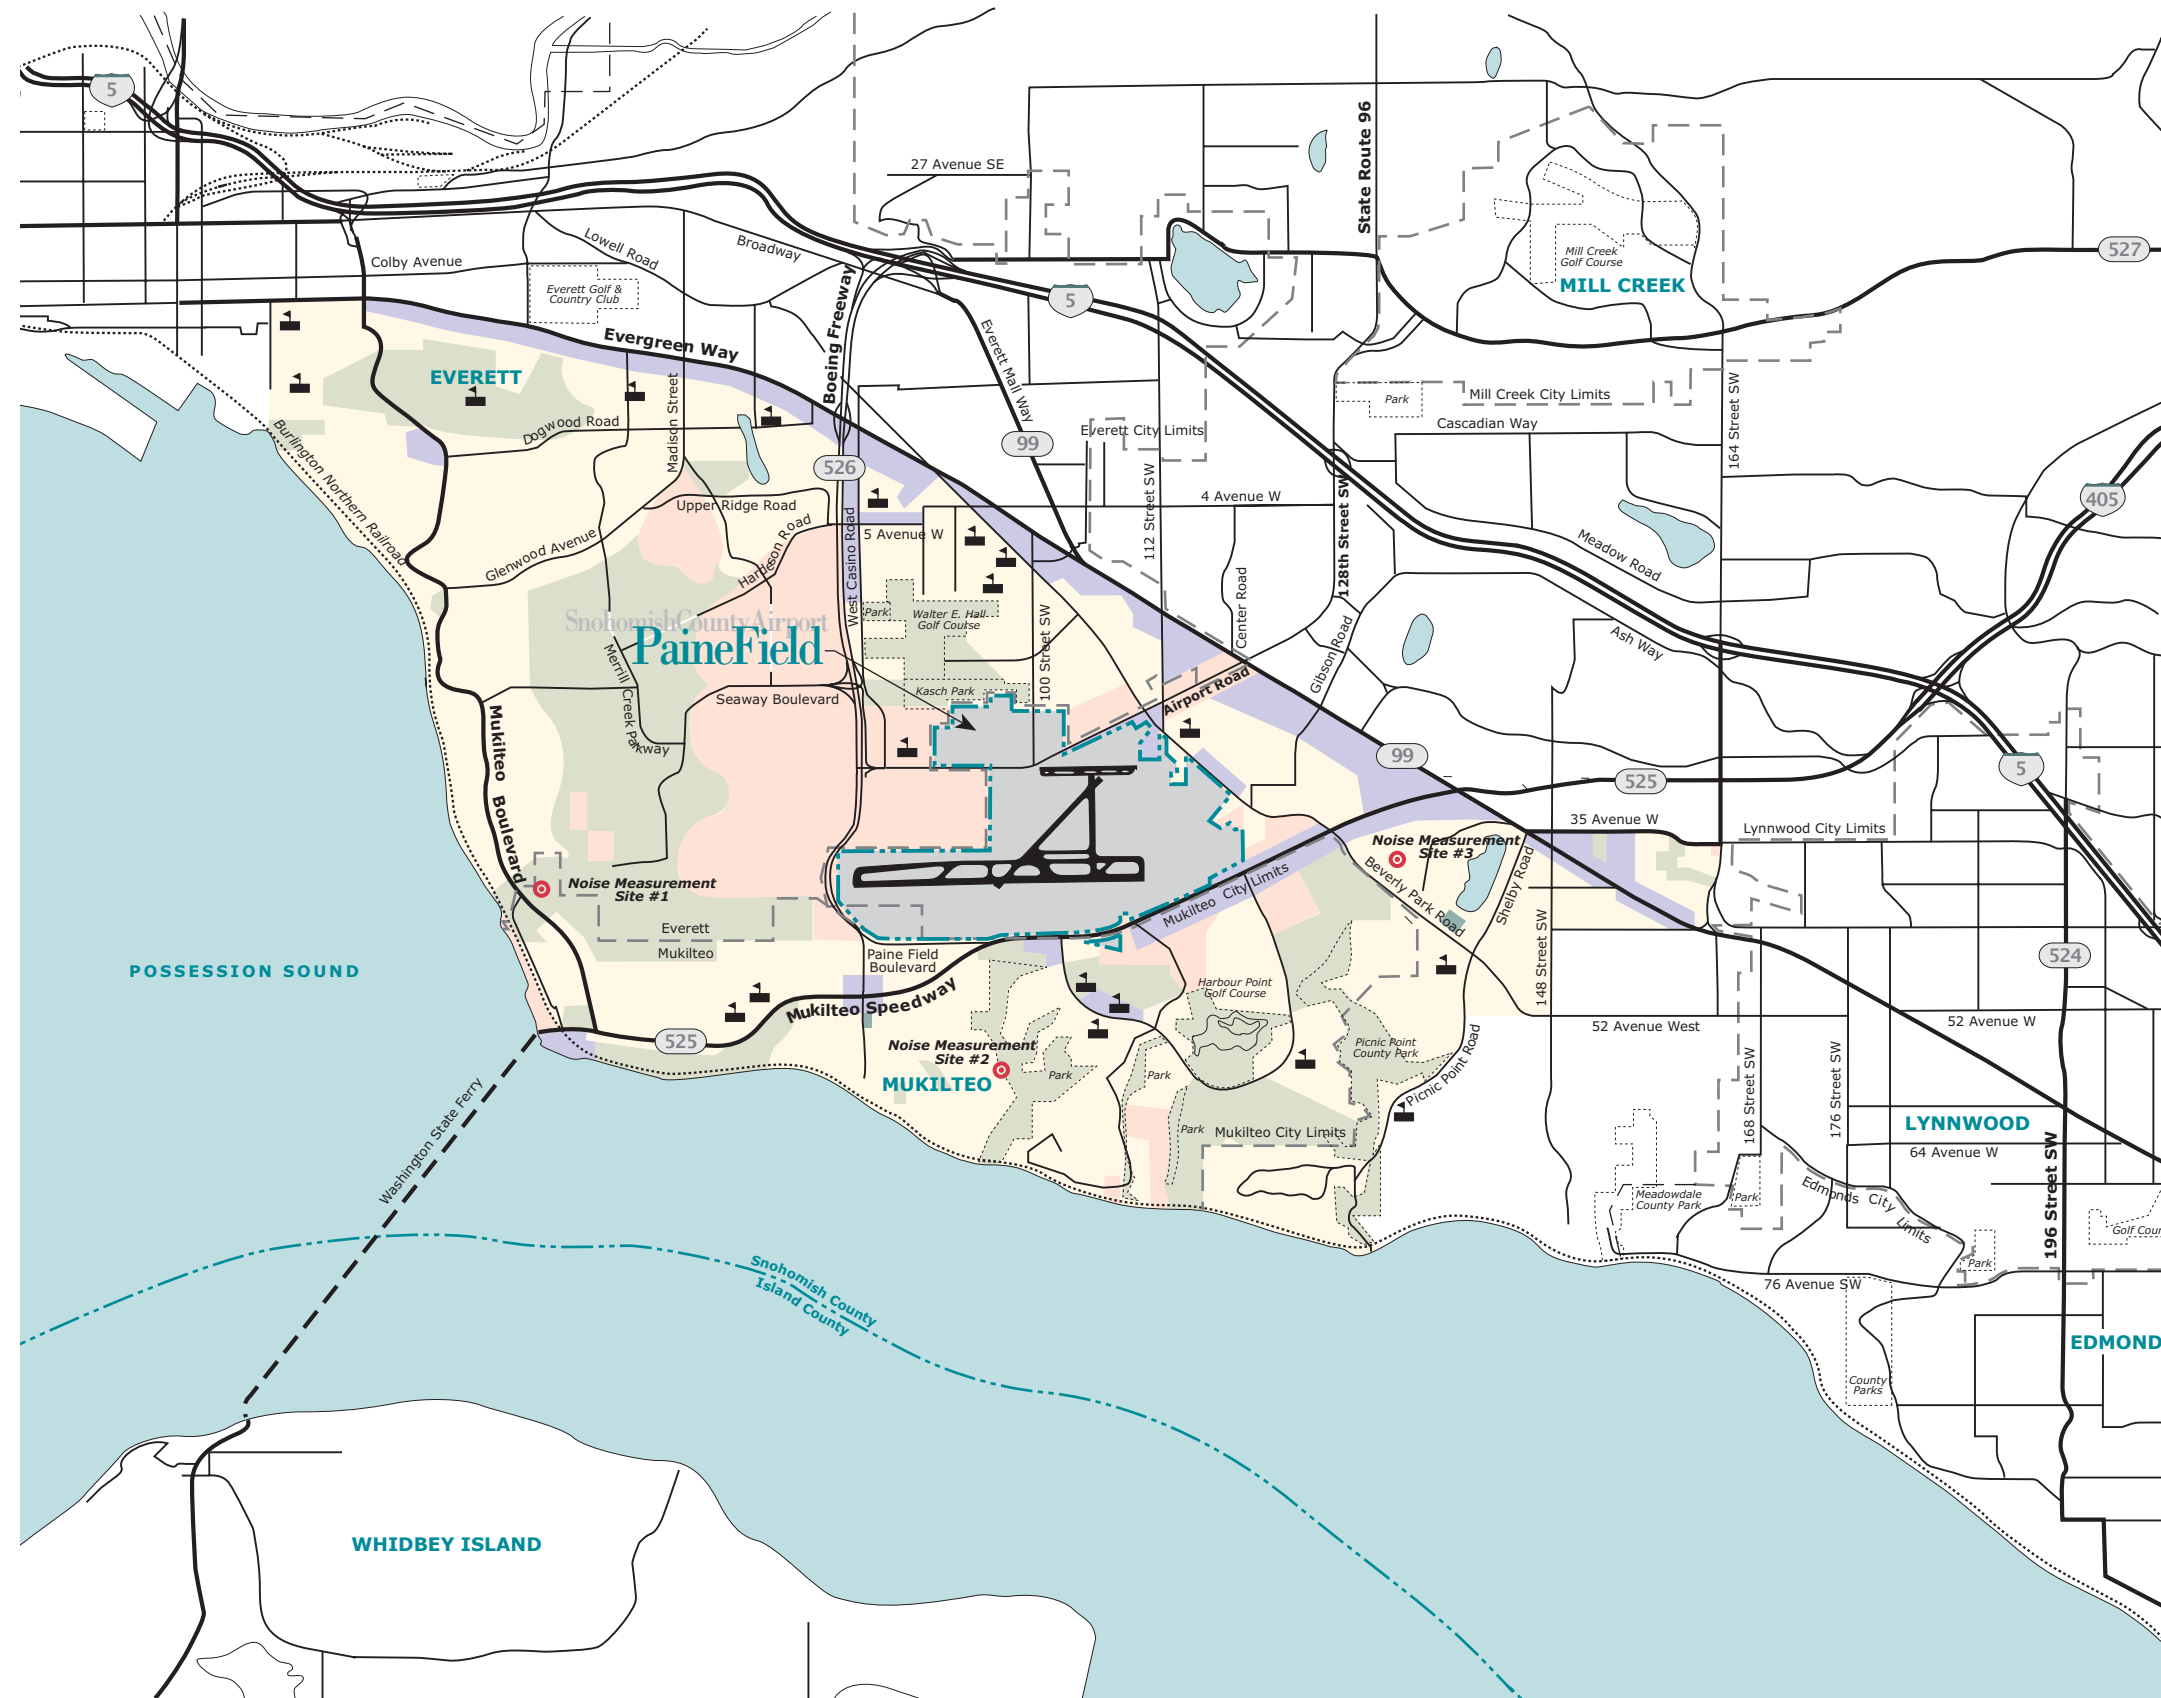 5
27 Avenue SE
State Route 96
Lowell Road
Broadway
Colby Avenue
Mill Creek
Golf Course
MILL CREEK
527
Everett Golf &
Country Club
Boeing Freeway
5
Evergreen Way
Everett Mall Way
EVERETT
Madison Street
Park
Mill Creek City Limits
Cascadian Way
164 Street SW
Dogwood Road
Everett City Limits
99
Burlington Northern Railroad
526
112 Street SW
128th Street SW
4 Avenue W
405
Upper Ridge Road
Hardeson Road
5 Avenue W
West Casino Road
Glenwood Avenue
Meadow Road
Center Road
Snohomish County Airport
PaineField
Park
Walter E. Hall
Golf Course
100 Street SW
Gibson Road
Ash Way
Merrill Creek Parkway
Kasch Park
Seaway Boulevard
Airport Road
Mukilteo Boulevard
99
525
5
35 Avenue W
Lynnwood City Limits
Noise Measurement
Site #3
Beverly Park Road
Shelby Road
Noise Measurement
Site #1
Mukilteo City Limits
148 Street SW
Everett
Mukilteo
Paine Field
Boulevard
524
POSSESSION SOUND
Mukilteo Speedway
Harbour Point
Golf Course
52 Avenue West
52 Avenue W
525
Noise Measurement
Site #2
MUKILTEO
Park
Park
Picnic Point
County Park
Picnic Point Road
168 Street SW
176 Street SW
Washington State Ferry
Park
Mukilteo City Limits
LYNNWOOD
64 Avenue W
196 Street SW
Meadowdale
County Park
Park
Edmonds City
Limits
Golf Cour
Park
Snohomish County
Island County
76 Avenue SW
EDMOND
County
Parks
WHIDBEY ISLAND